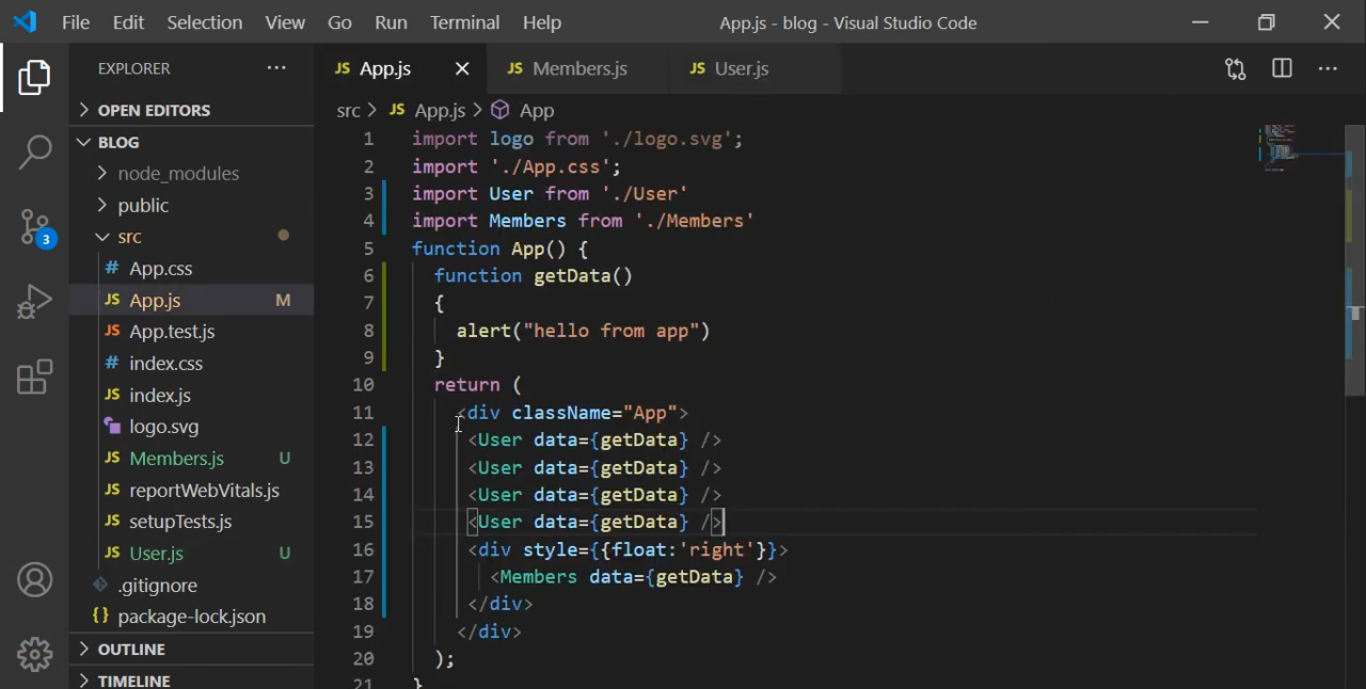 File Edit Selection View Go Run Terminal Help App.js - blog - Visual Studio Code
EXPLORER ...
JS App.js
JS Members.js
JS User.js
OPEN EDITORS
BLOG
node_modules
public
src
# App.css
JS App.js M
JS App.test.js
# index.css
JS index.js
logo.svg
JS Members.js U
JS reportWebVitals.js
JS setupTests.js
JS User.js U
.gitignore
{} package-lock.json
OUTLINE
TIMELINE
3
src > JS App.js > App
1 import logo from './logo.svg';
2 import './App.css';
3 import User from './User'
4 import Members from './Members'
5 function App() {
6 function getData()
7 {
8 alert("hello from app")
9 }
10 return (
11 <div className="App">
12 <User data={getData} />
13 <User data={getData} />
14 <User data={getData} />
15 <User data={getData} />
16 <div style={{float:'right'}}>
17 <Members data={getData} />
18 </div>
19 </div>
20 );
21 }